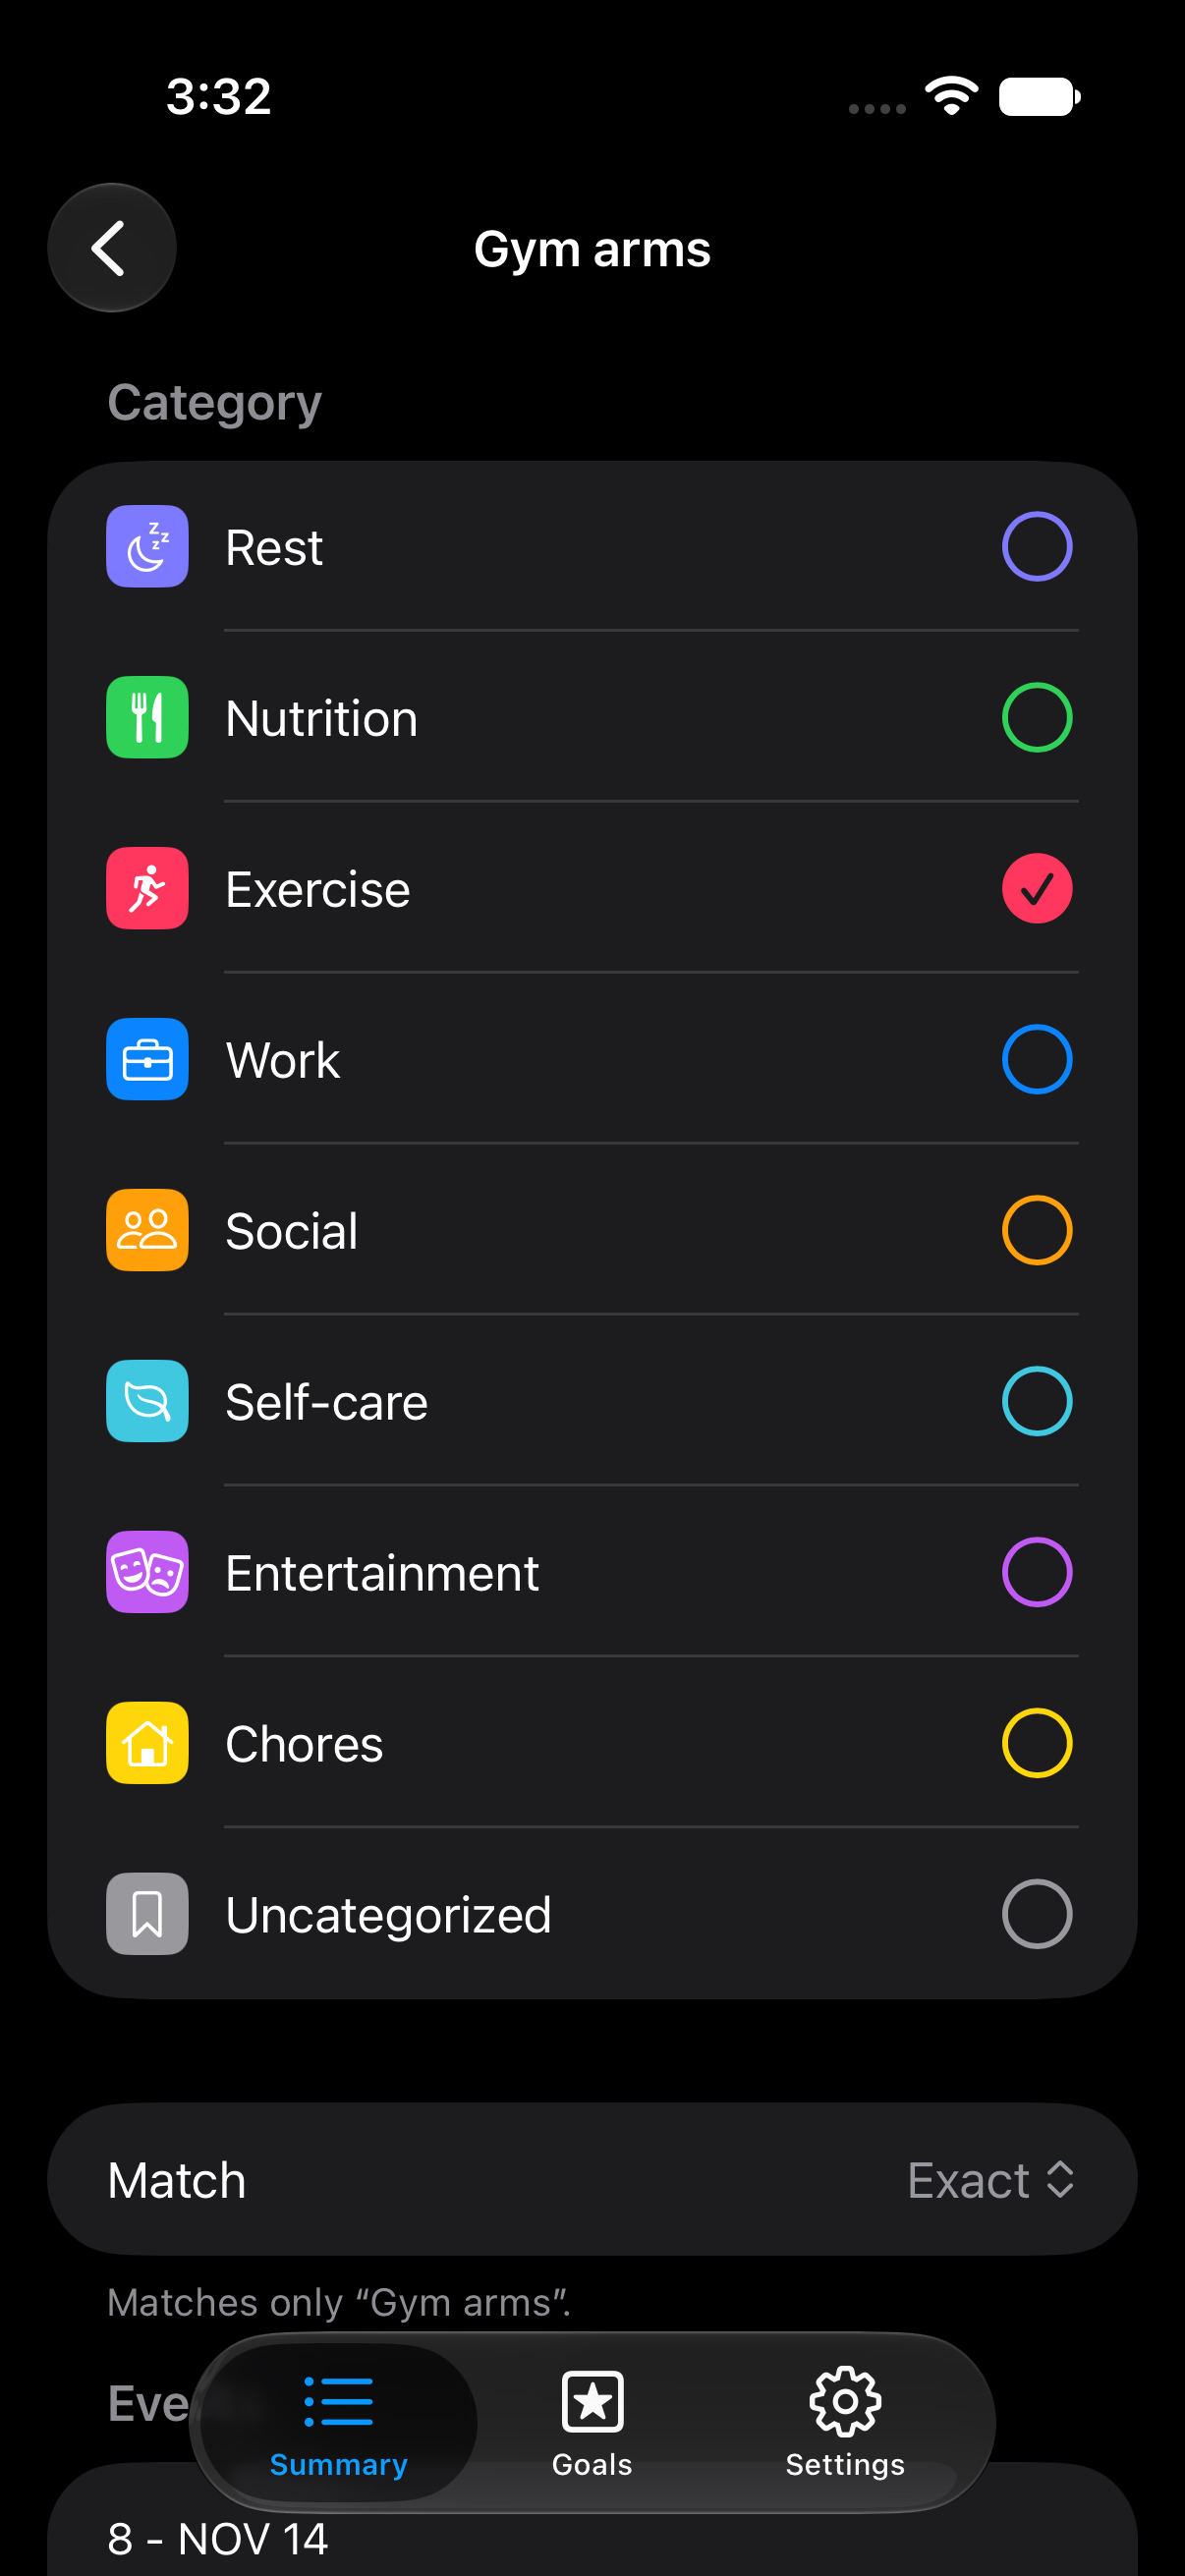 3:32
Gym arms
Category
Rest
Nutrition
Exercise
Work
Social
Self-care
Entertainment
Chores
Uncategorized
Match Exact
Matches only “Gym arms”.
Summary Goals Settings
8 - NOV 14